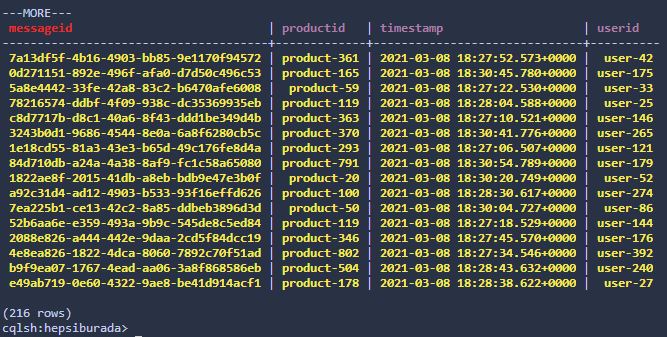 ---MORE---
 messageid                            | productid   | timestamp                       | userid
--------------------------------------+-------------+---------------------------------+----------
 7a13df5f-4b16-4903-bb85-9e1170f94572 | product-361 | 2021-03-08 18:27:52.573+0000 |  user-42
 0d271151-892e-496f-afa0-d7d50c496c53 | product-165 | 2021-03-08 18:30:45.780+0000 | user-175
 5a8e4442-33fe-42a8-83c2-b6470afe6008 |  product-59 | 2021-03-08 18:27:22.530+0000 |  user-33
 78216574-ddbf-4f09-938c-dc35369935eb | product-119 | 2021-03-08 18:28:04.588+0000 |  user-25
 c8d7717b-d8c1-40a6-8f43-ddd1be349d4b | product-363 | 2021-03-08 18:27:10.521+0000 | user-146
 3243b0d1-9686-4544-8e0a-6a8f6280cb5c | product-370 | 2021-03-08 18:30:41.776+0000 | user-265
 1e18cd55-81a3-43e3-b65d-49c176fe8d4a | product-293 | 2021-03-08 18:27:06.507+0000 | user-121
 84d710db-a24a-4a38-8af9-fc1c58a65080 | product-791 | 2021-03-08 18:30:54.789+0000 | user-179
 1822ae8f-2015-41db-a8eb-bdb9e47e3b0f |  product-20 | 2021-03-08 18:30:20.749+0000 |  user-52
 a92c31d4-ad12-4903-b533-93f16effd626 | product-100 | 2021-03-08 18:28:30.617+0000 | user-274
 7ea225b1-ce13-42c2-8a85-ddbeb3896d3d |  product-50 | 2021-03-08 18:30:04.727+0000 |  user-86
 52b6aa6e-e359-493a-9b9c-545de8c5ed84 | product-119 | 2021-03-08 18:27:18.529+0000 | user-144
 2088e826-a444-442e-9daa-2cd5f84dcc19 | product-346 | 2021-03-08 18:27:45.570+0000 | user-176
 4e8ea826-1822-4dca-8060-7892c70f51ad | product-802 | 2021-03-08 18:27:34.546+0000 | user-392
 b9f9ea07-1767-4ead-aa06-3a8f868586eb | product-504 | 2021-03-08 18:28:43.632+0000 | user-240
 e49ab719-0e60-4322-9ae8-be41d914acf1 | product-178 | 2021-03-08 18:28:38.622+0000 |  user-27
(216 rows)
cqlsh:hepsiburada>